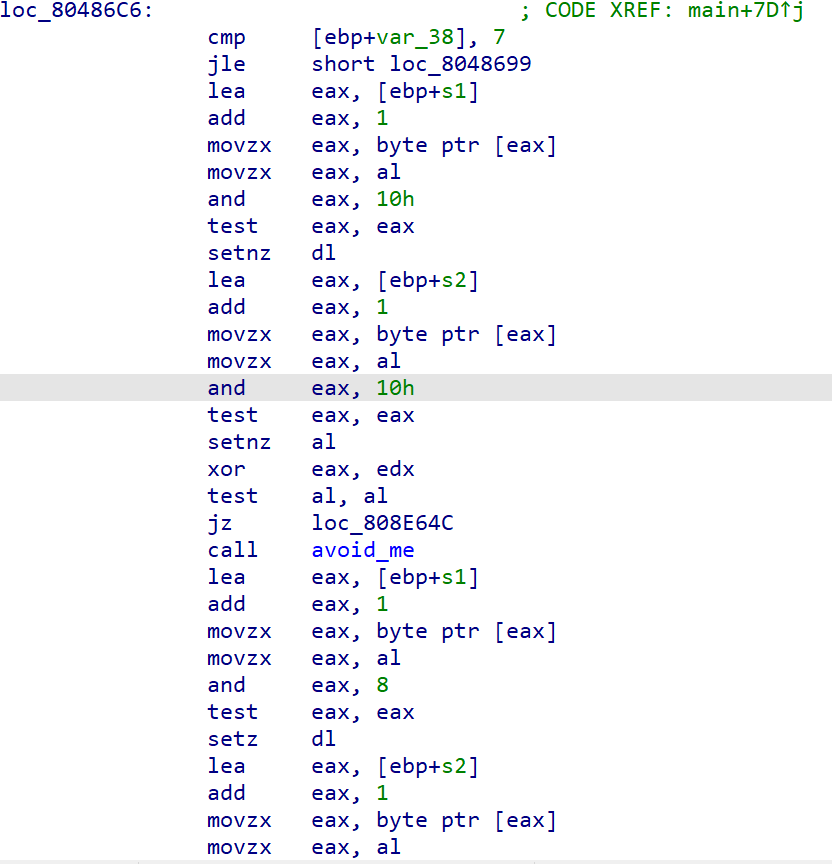 loc_80486C6: ; CODE XREF: main+7D↑j
cmp [ebp+var_38], 7
jle short loc_8048699
lea eax, [ebp+s1]
add eax, 1
movzx eax, byte ptr [eax]
movzx eax, al
and eax, 10h
test eax, eax
setnz dl
lea eax, [ebp+s2]
add eax, 1
movzx eax, byte ptr [eax]
movzx eax, al
and eax, 10h
test eax, eax
setnz al
xor eax, edx
test al, al
jz loc_808E64C
call avoid_me
lea eax, [ebp+s1]
add eax, 1
movzx eax, byte ptr [eax]
movzx eax, al
and eax, 8
test eax, eax
setz dl
lea eax, [ebp+s2]
add eax, 1
movzx eax, byte ptr [eax]
movzx eax, al